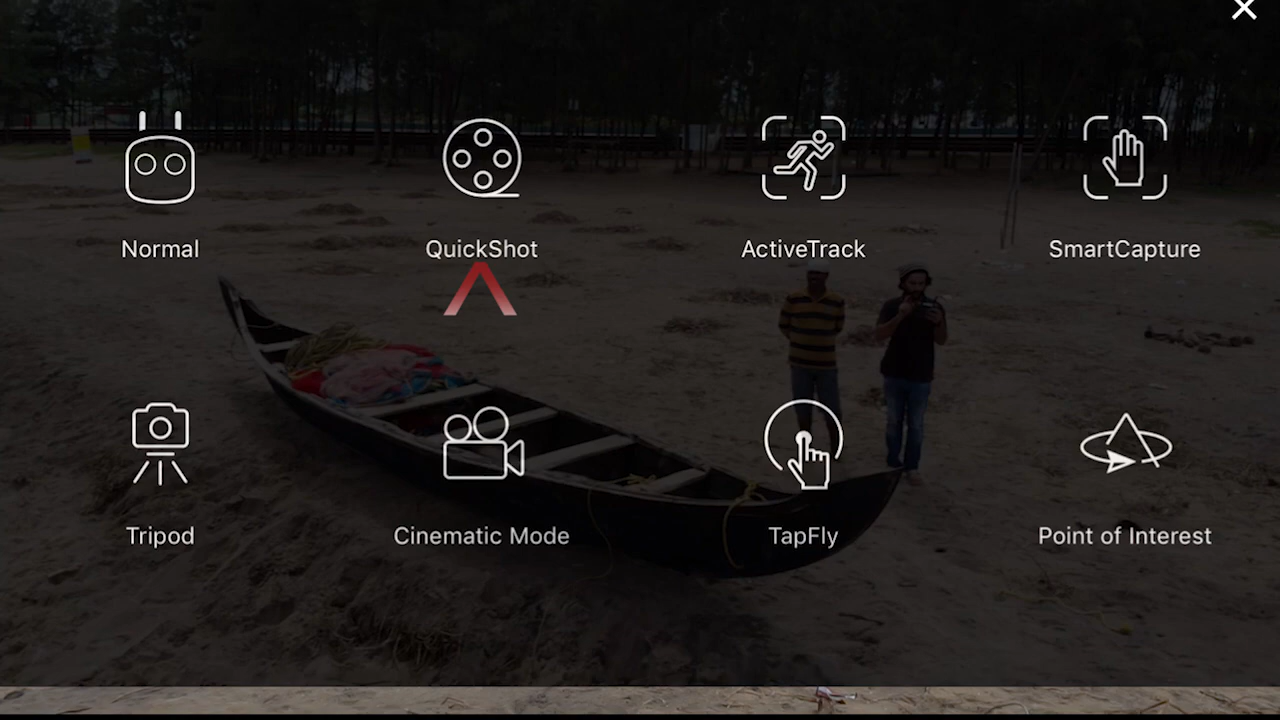 Normal
QuickShot
ActiveTrack
SmartCapture
Tripod
Cinematic Mode
TapFly
Point of Interest